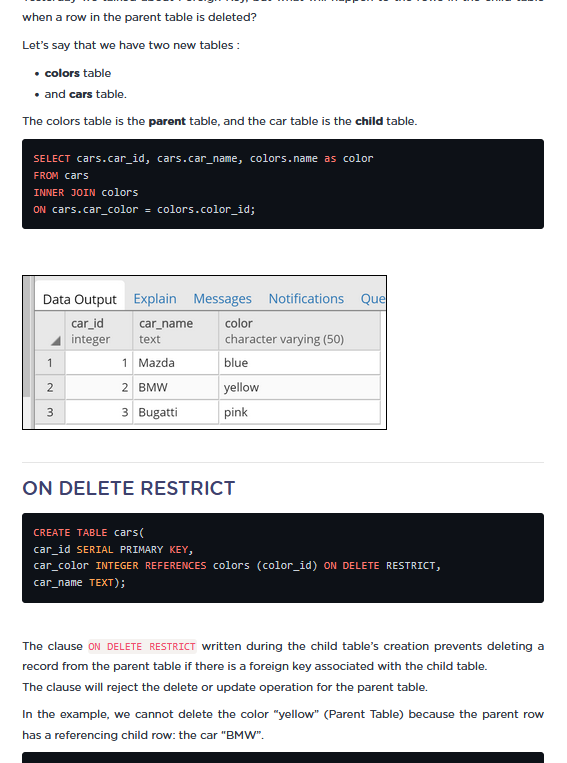 when a row in the parent table is deleted?
Let's say that we have two new tables :
• colors table
• and cars table.
The colors table is the parent table, and the car table is the child table.
SELECT cars.car_id, cars.car_name, colors.name as color
FROM cars
INNER JOIN colors
ON cars.car_color = colors.color_id;
Data Output Explain Messages Notifications Que
car_id car_name color
integer text character varying (50)
1 1 Mazda blue
2 2 BMW yellow
3 3 Bugatti pink
ON DELETE RESTRICT
CREATE TABLE cars(
car_id SERIAL PRIMARY KEY,
car_color INTEGER REFERENCES colors (color_id) ON DELETE RESTRICT,
car_name TEXT);
The clause ON DELETE RESTRICT written during the child table's creation prevents deleting a
record from the parent table if there is a foreign key associated with the child table.
The clause will reject the delete or update operation for the parent table.
In the example, we cannot delete the color "yellow" (Parent Table) because the parent row
has a referencing child row: the car "BMW".